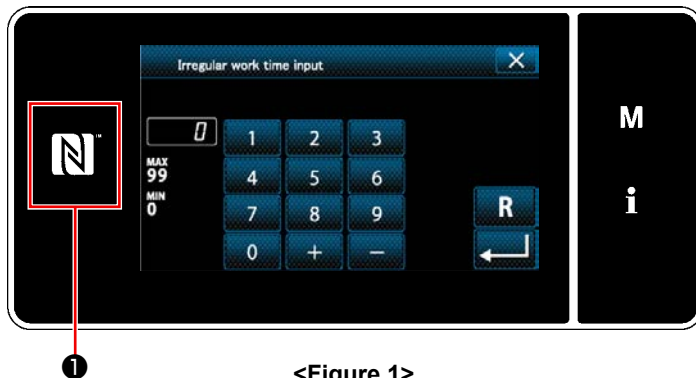 Irregular work time input
M
0
1 2 3
MAX
99
4 5 6
MIN
0
7 8 9
R
i
0 + −
❶
<Figure 1>